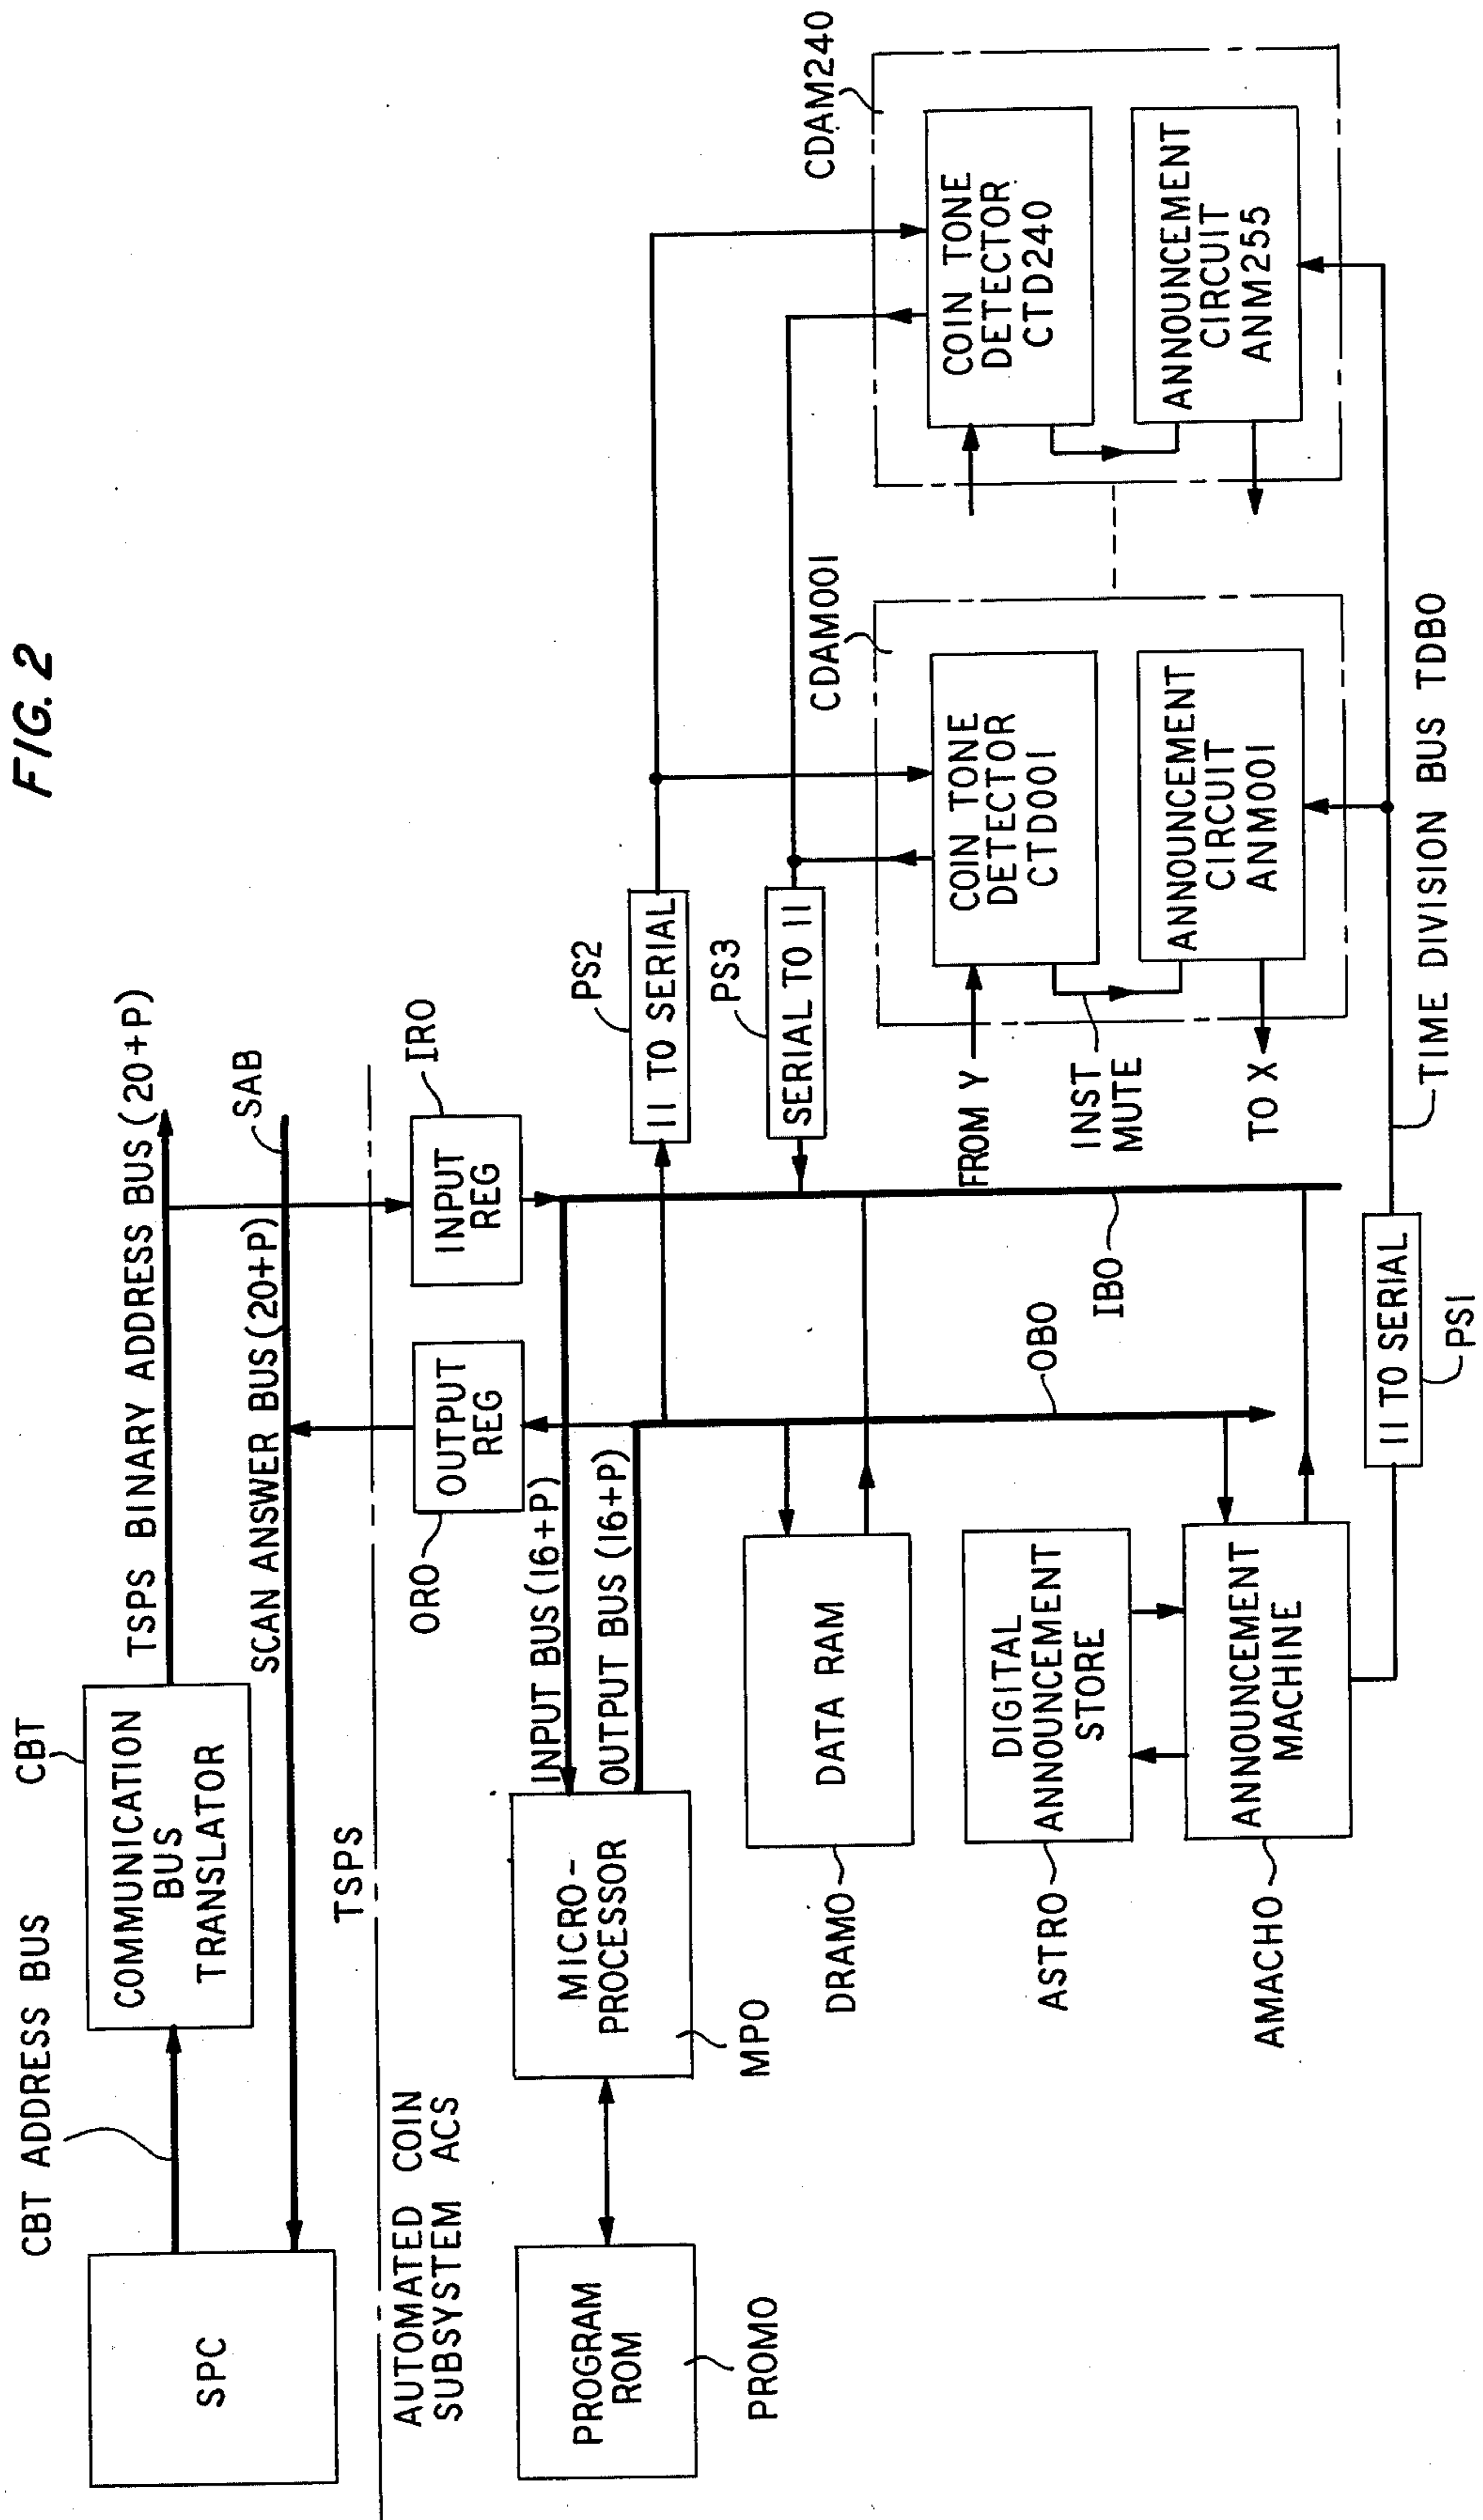 FIG. 2
CBT ADDRESS BUS
CBT
SPC
COMMUNICATION
BUS
TRANSLATOR
TSPS BINARY ADDRESS BUS (20+P)
SCAN ANSWER BUS (20+P)
SAB
TSPS
AUTOMATED COIN
SUBSYSTEM ACS
ORO
OUTPUT
REG
INPUT
REG
IRO
PROGRAM
ROM
PROMO
MICRO-
PROCESSOR
MPO
INPUT BUS (16+P)
OUTPUT BUS (16+P)
PS2
II TO SERIAL
PS3
SERIAL TO II
DATA RAM
DRAMO
DIGITAL
ANNOUNCEMENT
STORE
ASTRO
ANNOUNCEMENT
MACHINE
AMACHO
OBO
IBO
II TO SERIAL
PS1
CDAM001
COIN TONE
DETECTOR
CTD001
ANNOUNCEMENT
CIRCUIT
ANM001
FROM Y
INST
MUTE
TO X
CDAM240
COIN TONE
DETECTOR
CTD240
ANNOUNCEMENT
CIRCUIT
ANM255
TIME DIVISION BUS TDBO